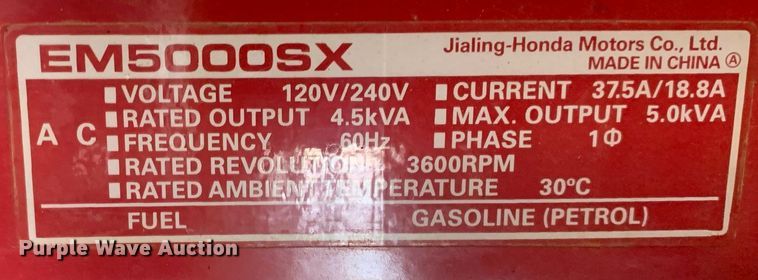 EM5000SX
Jialing-Honda Motors Co., Ltd.
MADE IN CHINA Ⓐ
A C
■ VOLTAGE 120V/240V ■ CURRENT 37.5A/18.8A
■ RATED OUTPUT 4.5kVA ■ MAX. OUTPUT 5.0kVA
■ FREQUENCY 60Hz ■ PHASE 1Φ
■ RATED REVOLUTION 3600RPM
■ RATED AMBIENT TEMPERATURE 30ºC
FUEL GASOLINE (PETROL)
Purple Wave Auction